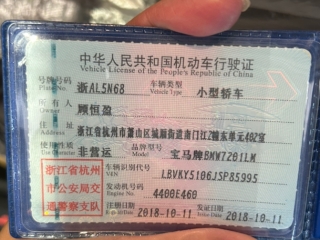 中华人民共和国机动车行驶证
Vehicle License of the People's Republic of China
号牌号码 浙AL5N68 车辆类型 小型轿车
Plate No. Vehicle Type
所有人 顾恒盈
Owner
住址 浙江省杭州市萧山区城厢街道南门江2幢东单元402室
Address
使用性质 非营运 品牌型号 宝马牌BMW7201LM
Use Character Model
浙江省杭州
市公安局交
通警察支队
车辆识别代号 LBVKY5106JSP85995
VIN
发动机号码 4400E460
Engine No.
注册日期 2018-10-11 发证日期 2018-10-11
Register Date Issue Date